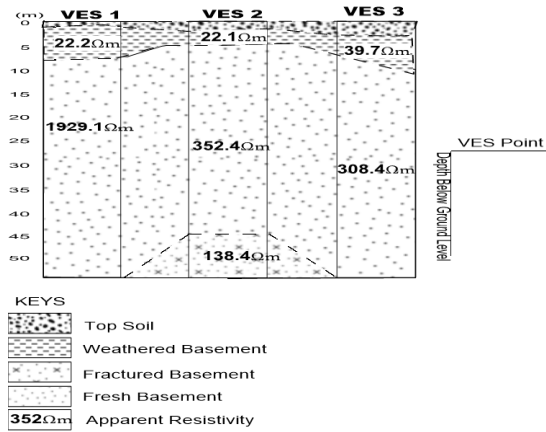 (m) VES 1 VES 2 VES 3
0
5
10
15
20
25
30
35
40
45
50
22.2Ωm 22.1Ωm 39.7Ωm
1929.1Ωm
352.4Ωm
308.4Ωm
138.4Ωm
VES Point
Depth Below Ground Level
KEYS
Top Soil
Weathered Basement
Fractured Basement
Fresh Basement
352Ωm Apparent Resistivity